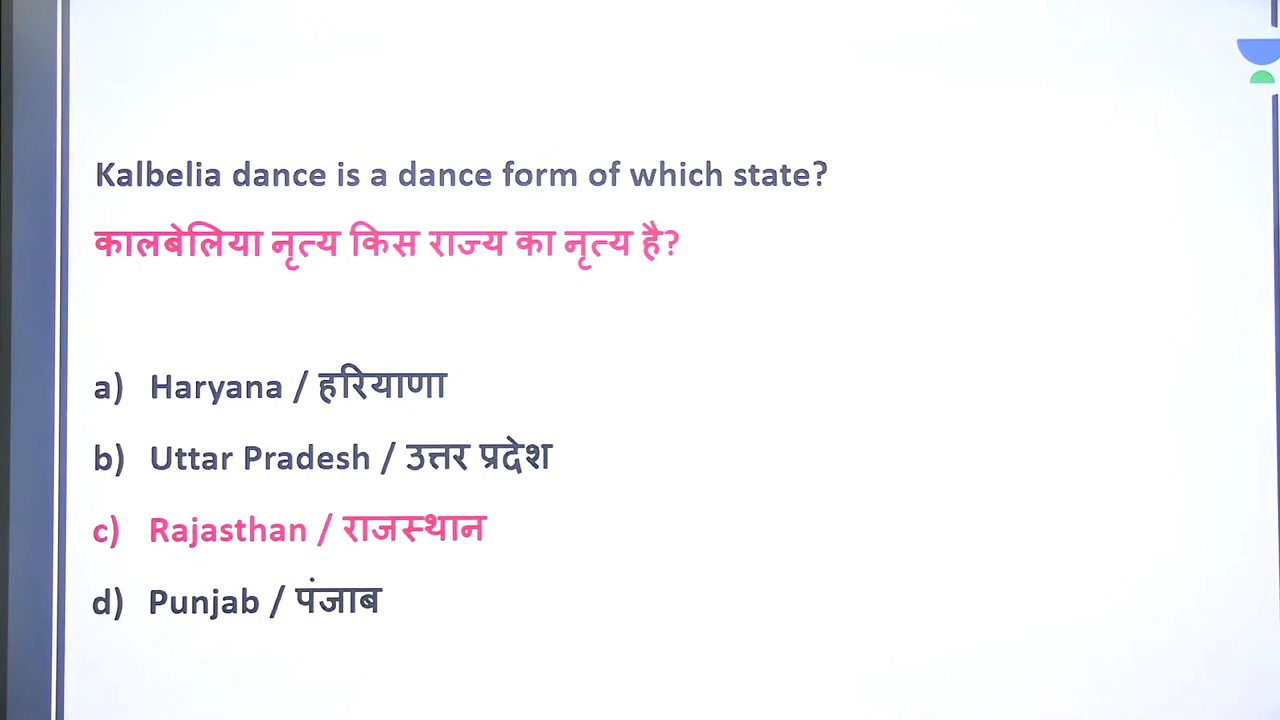 Kalbelia dance is a dance form of which state?
कालबेलिया नृत्य किस राज्य का नृत्य है?
a) Haryana / हरियाणा
b) Uttar Pradesh / उत्तर प्रदेश
c) Rajasthan / राजस्थान
d) Punjab / पंजाब